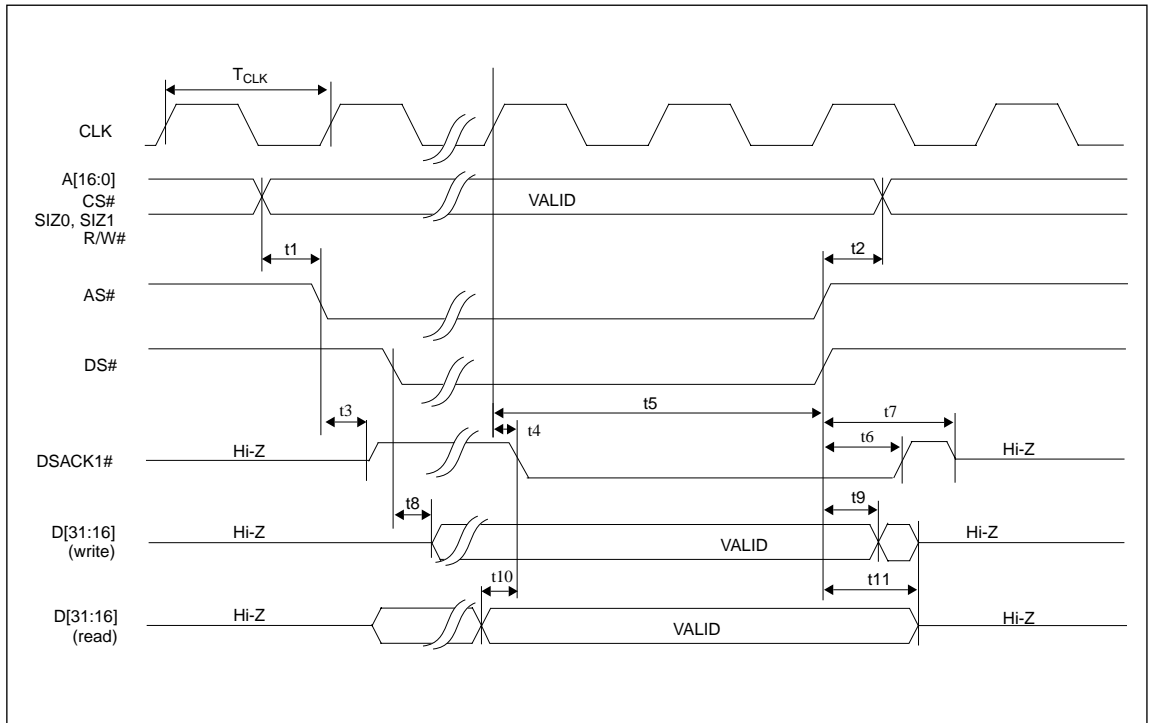 T_CLK
CLK
A[16:0]
CS#
VALID
SIZ0, SIZ1
R/W#
t1
t2
AS#
DS#
t5
t3
t4
t7
t6
DSACK1#
Hi-Z
Hi-Z
t8
t9
D[31:16]
(write)
Hi-Z
VALID
Hi-Z
t10
t11
D[31:16]
(read)
Hi-Z
VALID
Hi-Z